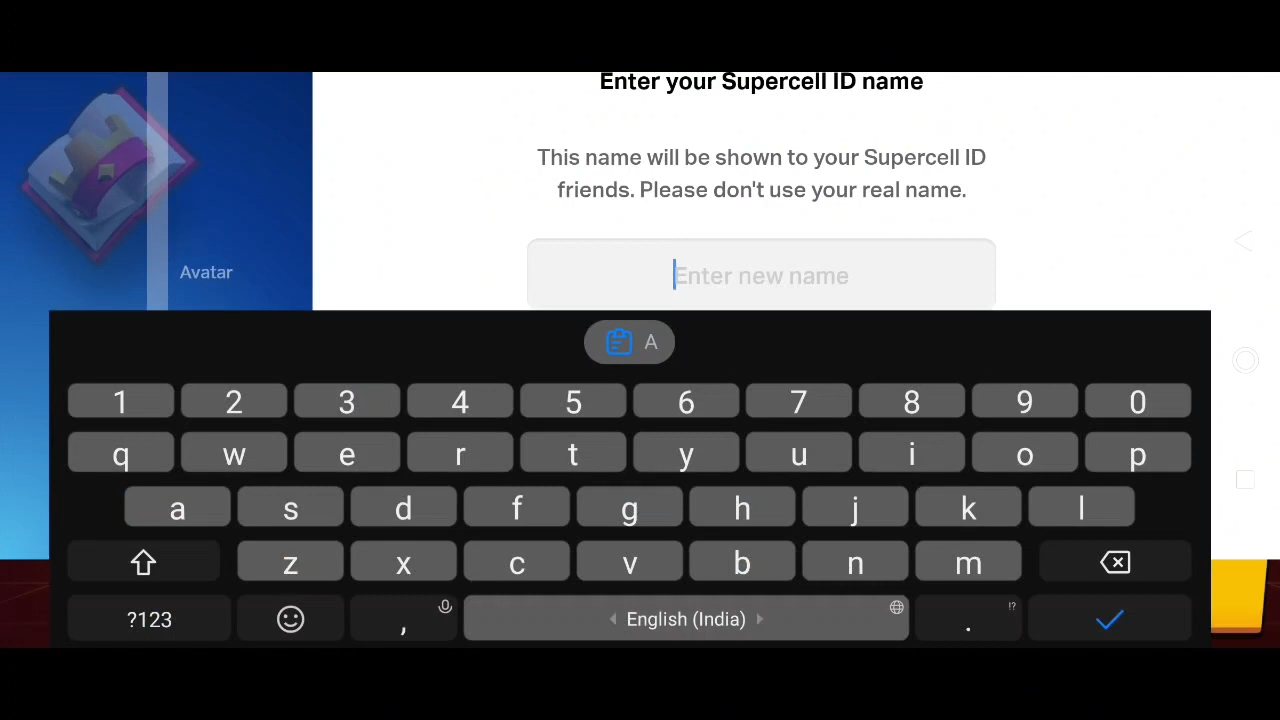 Enter your Supercell ID name
This name will be shown to your Supercell ID
friends. Please don't use your real name.
Avatar
Enter new name
A
1 2 3 4 5 6 7 8 9 0
q w e r t y u i o p
a s d f g h j k l
z x c v b n m
?123 , English (India) . !?